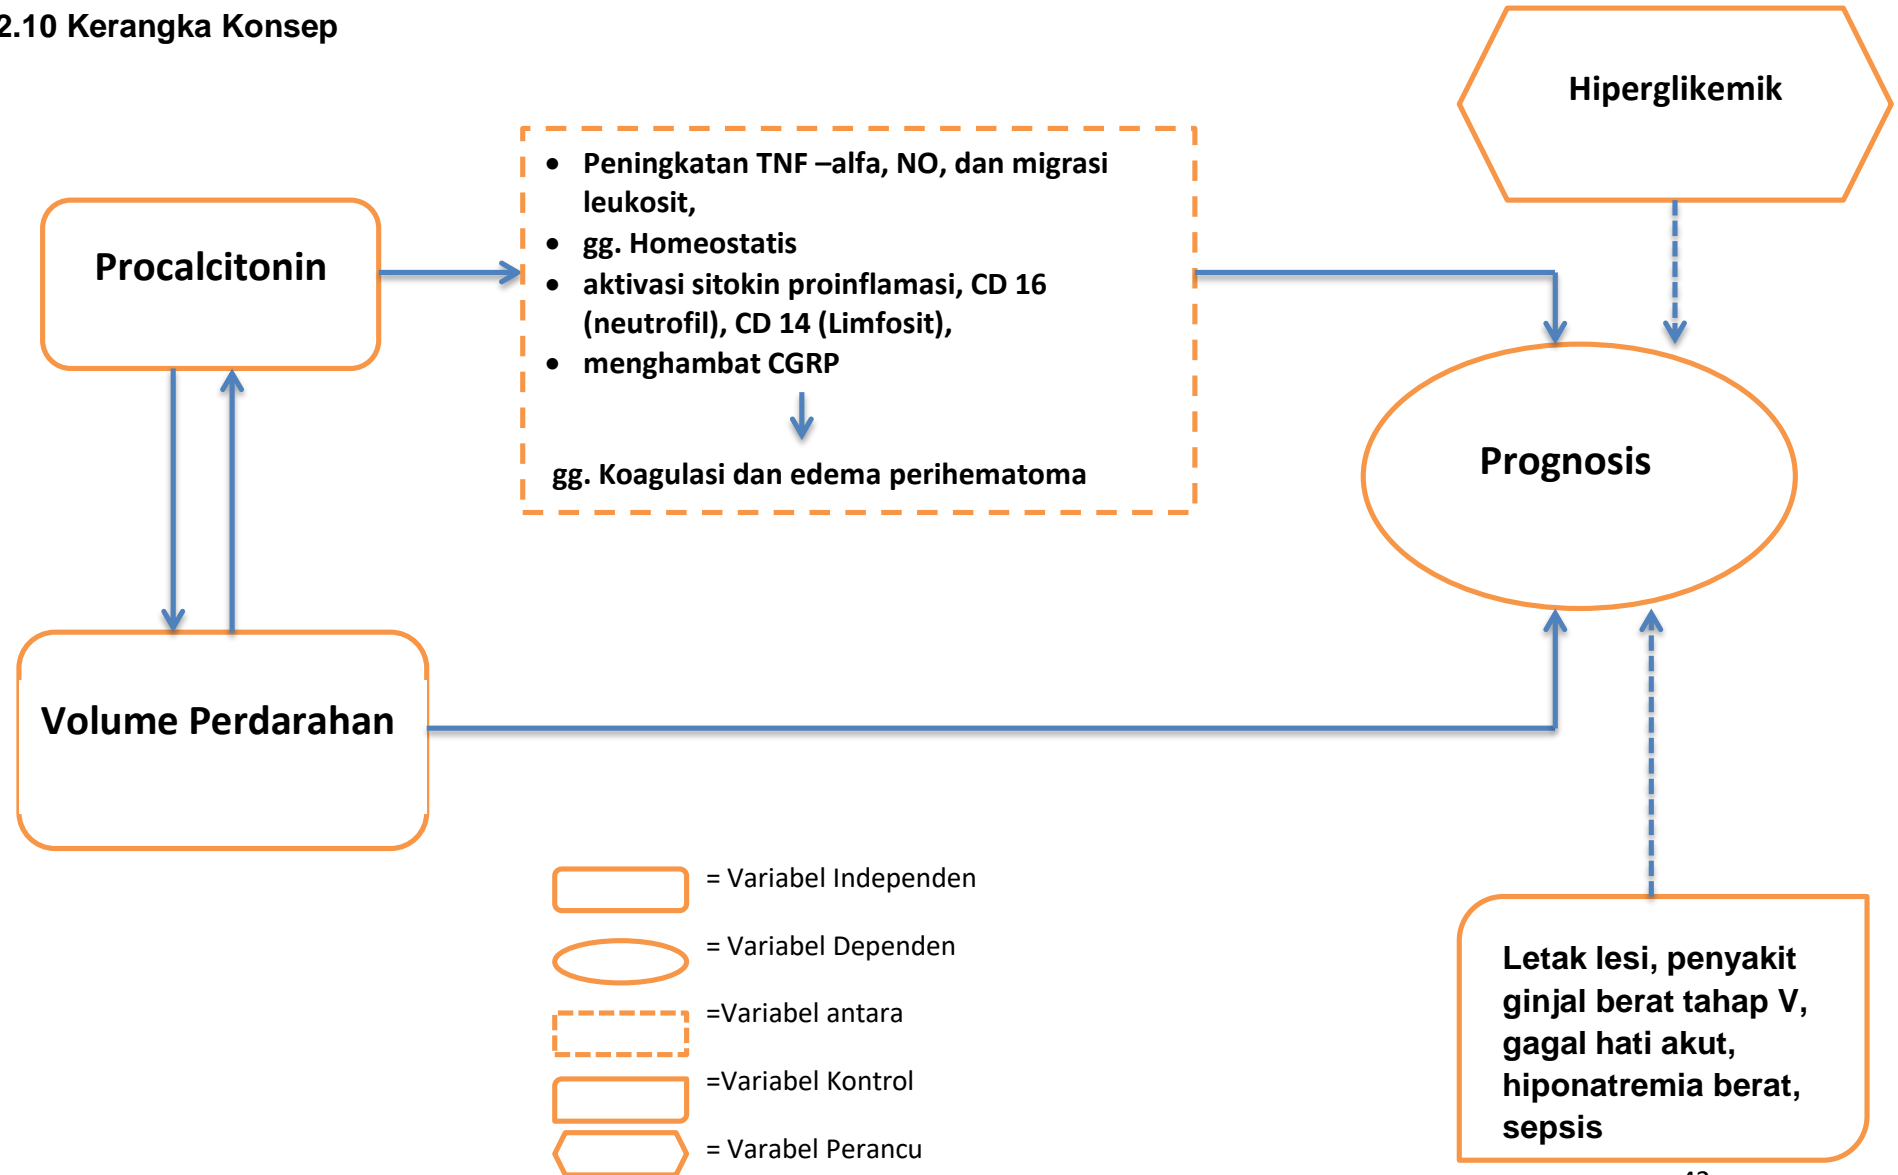 2.10 Kerangka Konsep
Hiperglikemik
• Peningkatan TNF –alfa, NO, dan migrasi
leukosit,
• gg. Homeostatis
• aktivasi sitokin proinflamasi, CD 16
(neutrofil), CD 14 (Limfosit),
• menghambat CGRP
gg. Koagulasi dan edema perihematoma
Procalcitonin
Prognosis
Volume Perdarahan
= Variabel Independen
= Variabel Dependen
=Variabel antara
=Variabel Kontrol
= Varabel Perancu
Letak lesi, penyakit
ginjal berat tahap V,
gagal hati akut,
hiponatremia berat,
sepsis